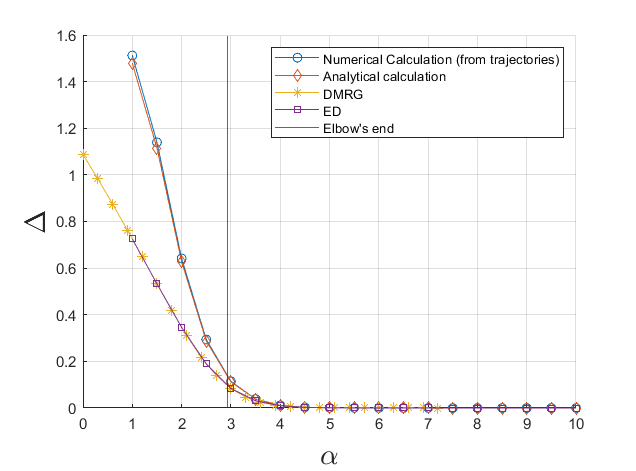 1.6
1.4
1.2
1
0.8
0.6
0.4
0.2
0
Δ
0 1 2 3 4 5 6 7 8 9 10
α
Numerical Calculation (from trajectories)
Analytical calculation
DMRG
ED
Elbow's end